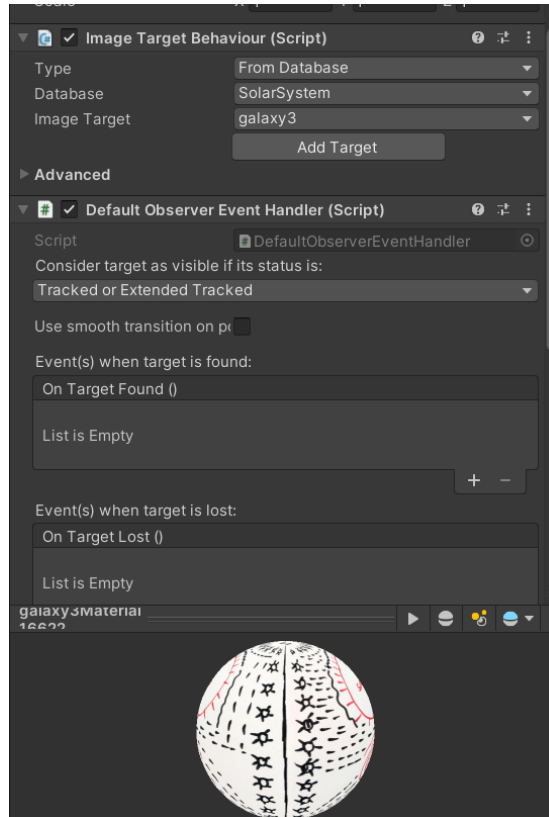 Image Target Behaviour (Script)
Type From Database
Database SolarSystem
Image Target galaxy3
Add Target
Advanced
# Default Observer Event Handler (Script)
Script # DefaultObserverEventHandler
Consider target as visible if its status is:
Tracked or Extended Tracked
Use smooth transition on
Event(s) when target is found:
On Target Found ()
List is Empty
+ −
Event(s) when target is lost:
On Target Lost ()
List is Empty
galaxy3Material